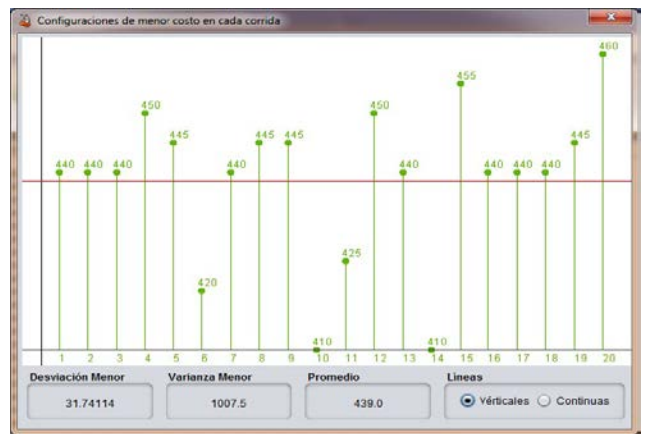 Configuraciones de menor costo en cada corrida
460
455
450 450
445 445 445 445
440 440 440 440 440 440 440 440
425
420
410 410
1 2 3 4 5 6 7 8 9 10 11 12 13 14 15 16 17 18 19 20
Desviación Menor Varianza Menor Promedio Lineas
31.74114 1007.5 439.0 Vérticales Continuas